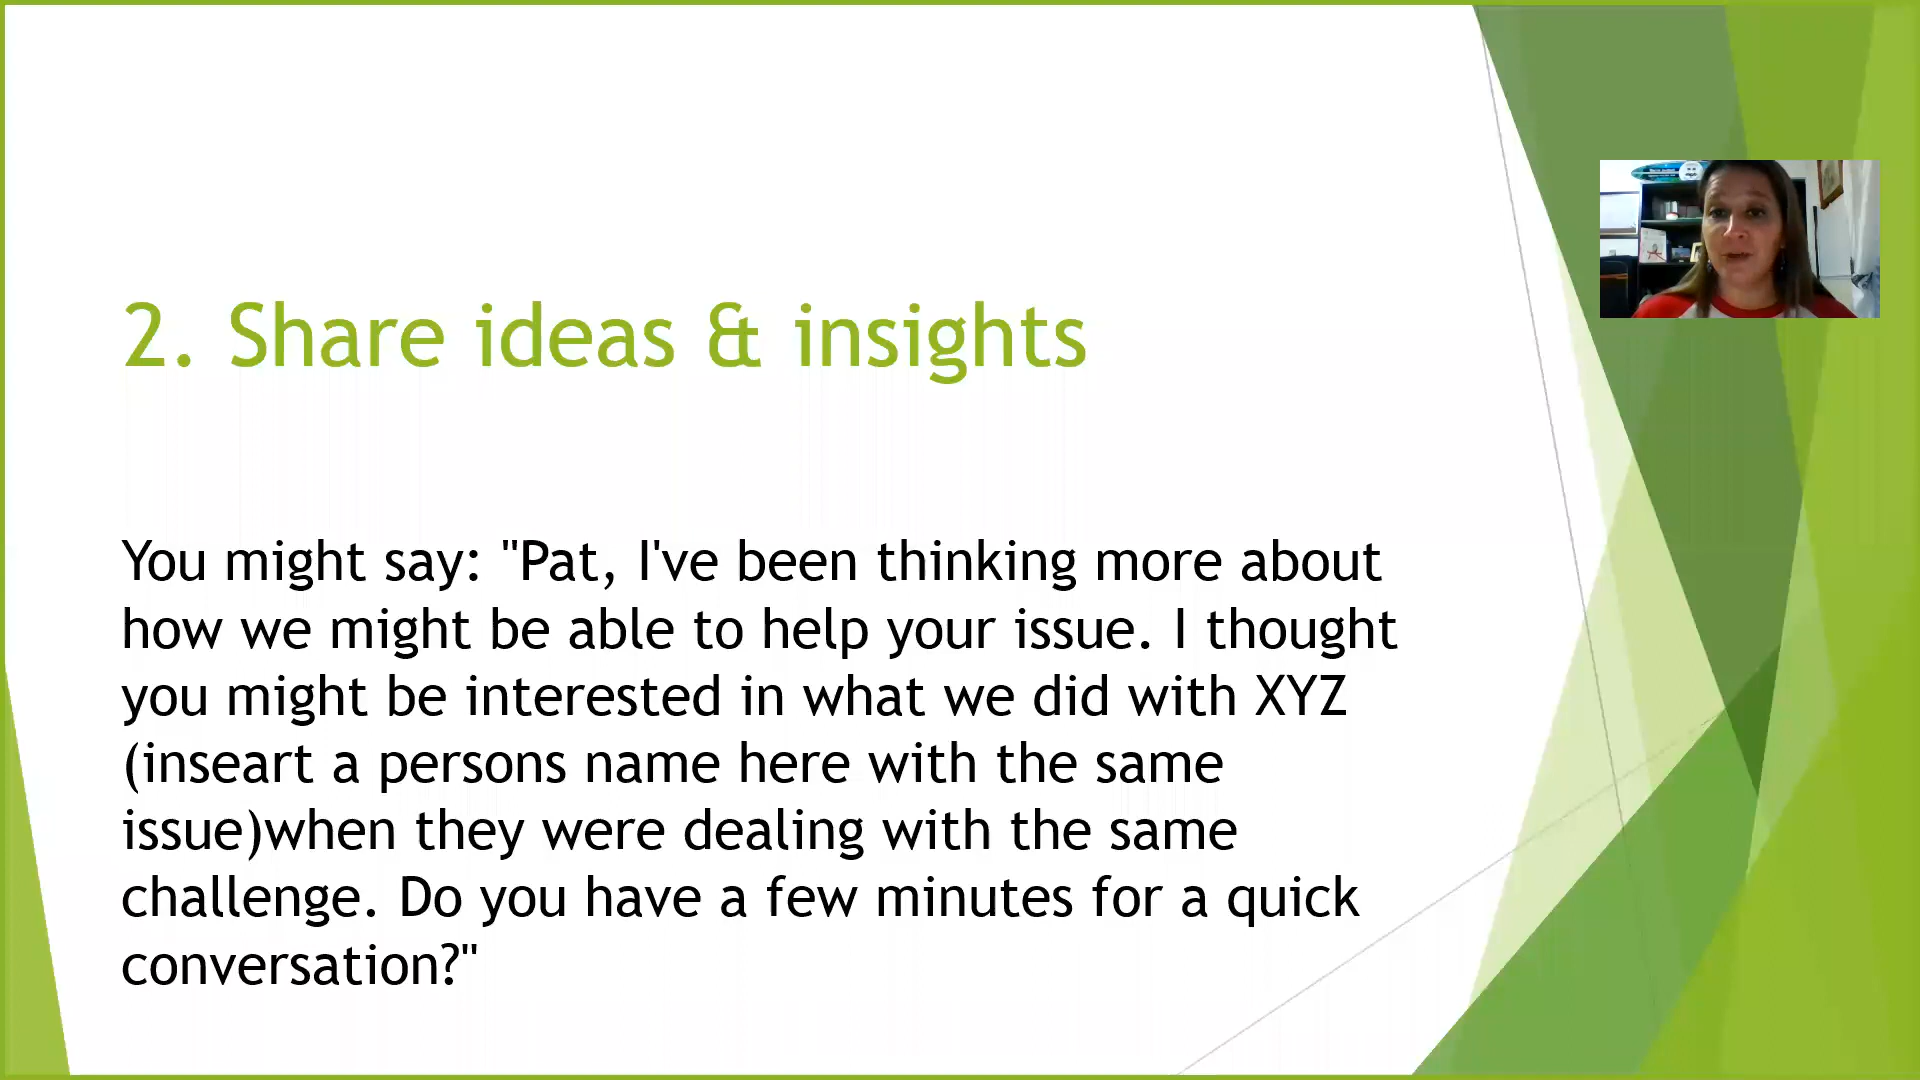 2. Share ideas & insights
You might say: "Pat, I've been thinking more about
how we might be able to help your issue. I thought
you might be interested in what we did with XYZ
(inseart a persons name here with the same
issue)when they were dealing with the same
challenge. Do you have a few minutes for a quick
conversation?"